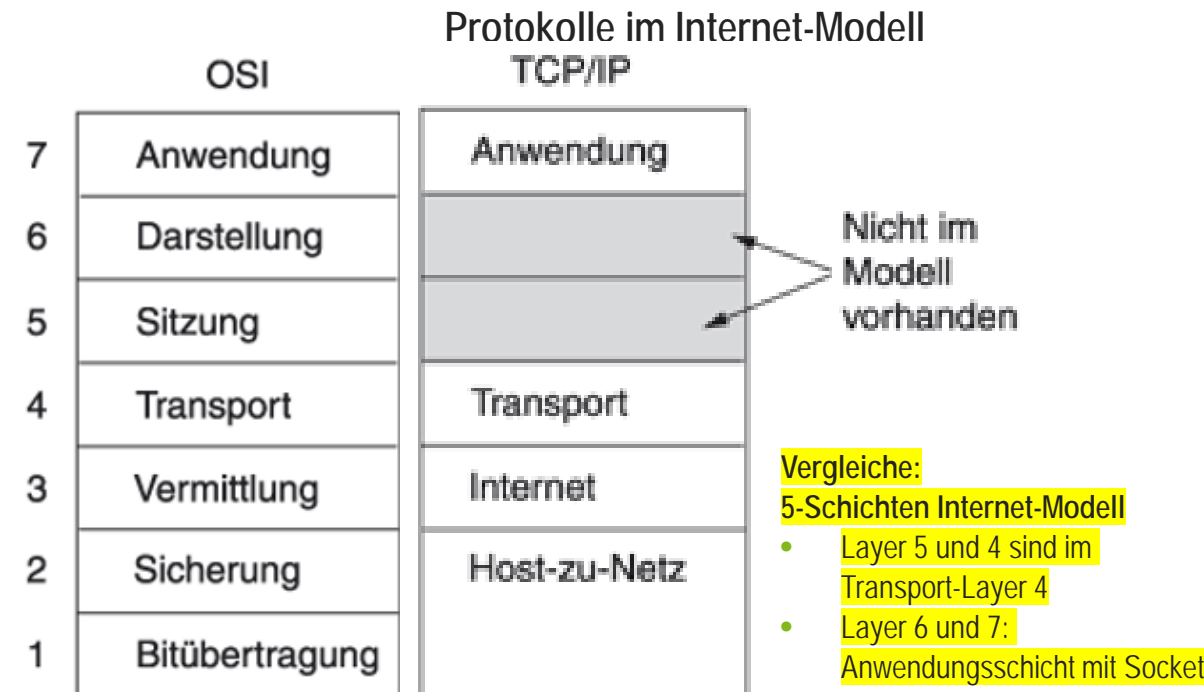 Protokolle im Internet-Modell
OSI TCP/IP
7 Anwendung Anwendung
6 Darstellung
5 Sitzung
Nicht im
Modell
vorhanden
4 Transport Transport
3 Vermittlung Internet
2 Sicherung Host-zu-Netz
1 Bitübertragung
Vergleiche:
5-Schichten Internet-Modell
• Layer 5 und 4 sind im
Transport-Layer 4
• Layer 6 und 7:
Anwendungsschicht mit Socket